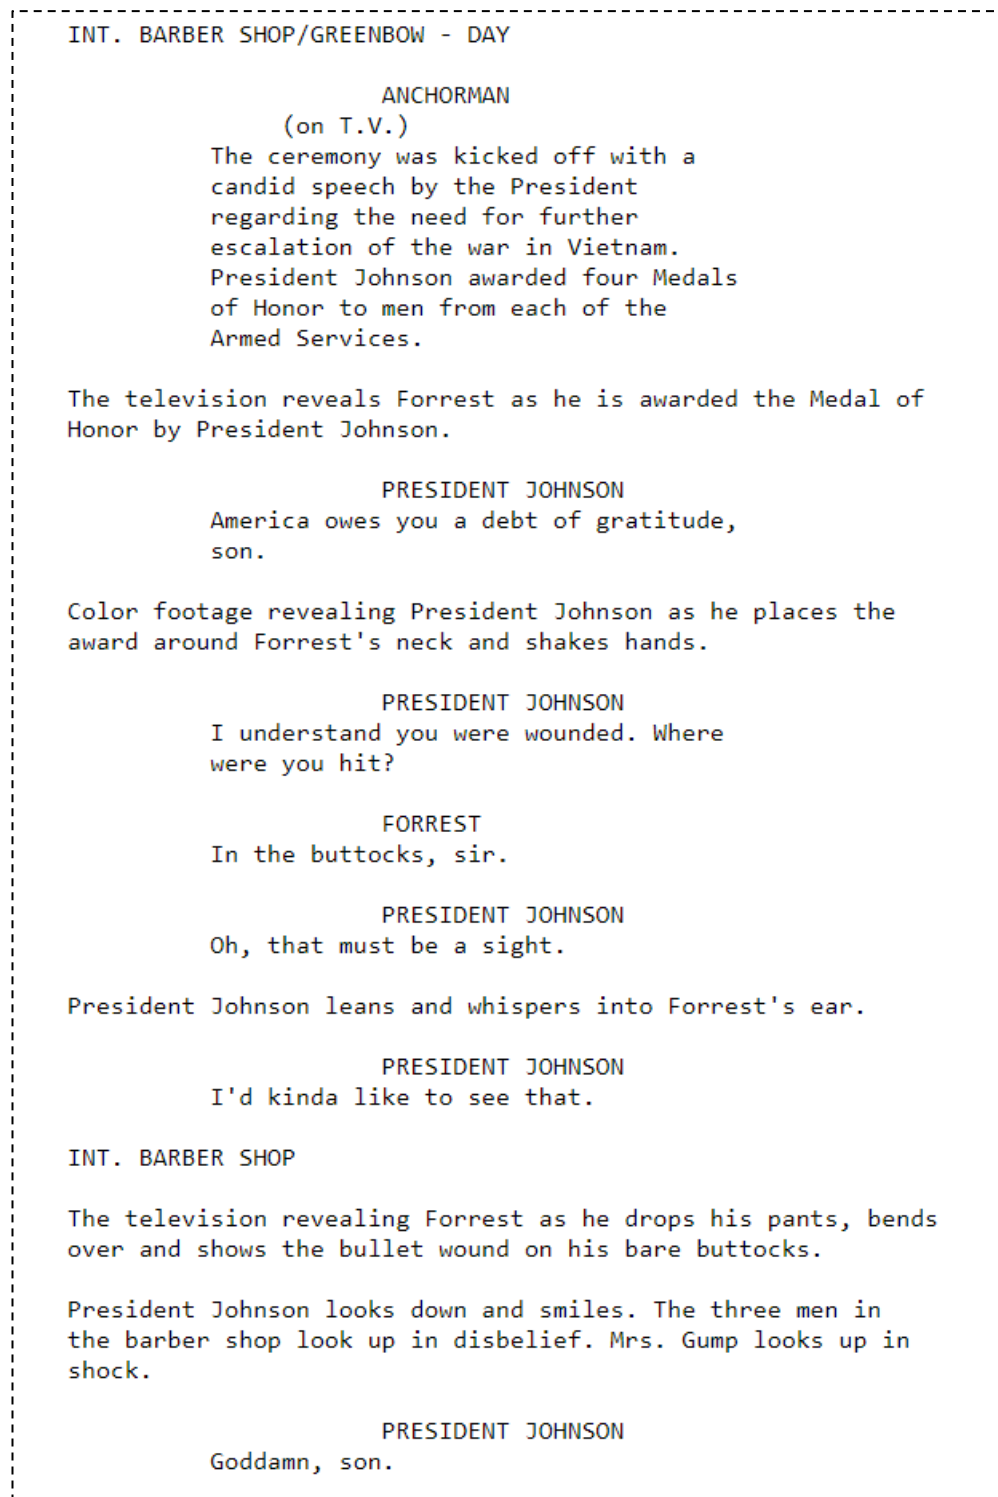 INT. BARBER SHOP/GREENBOW - DAY
ANCHORMAN
(on T.V.)
The ceremony was kicked off with a
candid speech by the President
regarding the need for further
escalation of the war in Vietnam.
President Johnson awarded four Medals
of Honor to men from each of the
Armed Services.
The television reveals Forrest as he is awarded the Medal of
Honor by President Johnson.
PRESIDENT JOHNSON
America owes you a debt of gratitude,
son.
Color footage revealing President Johnson as he places the
award around Forrest's neck and shakes hands.
PRESIDENT JOHNSON
I understand you were wounded. Where
were you hit?
FORREST
In the buttocks, sir.
PRESIDENT JOHNSON
Oh, that must be a sight.
President Johnson leans and whispers into Forrest's ear.
PRESIDENT JOHNSON
I'd kinda like to see that.
INT. BARBER SHOP
The television revealing Forrest as he drops his pants, bends
over and shows the bullet wound on his bare buttocks.
President Johnson looks down and smiles. The three men in
the barber shop look up in disbelief. Mrs. Gump looks up in
shock.
PRESIDENT JOHNSON
Goddamn, son.